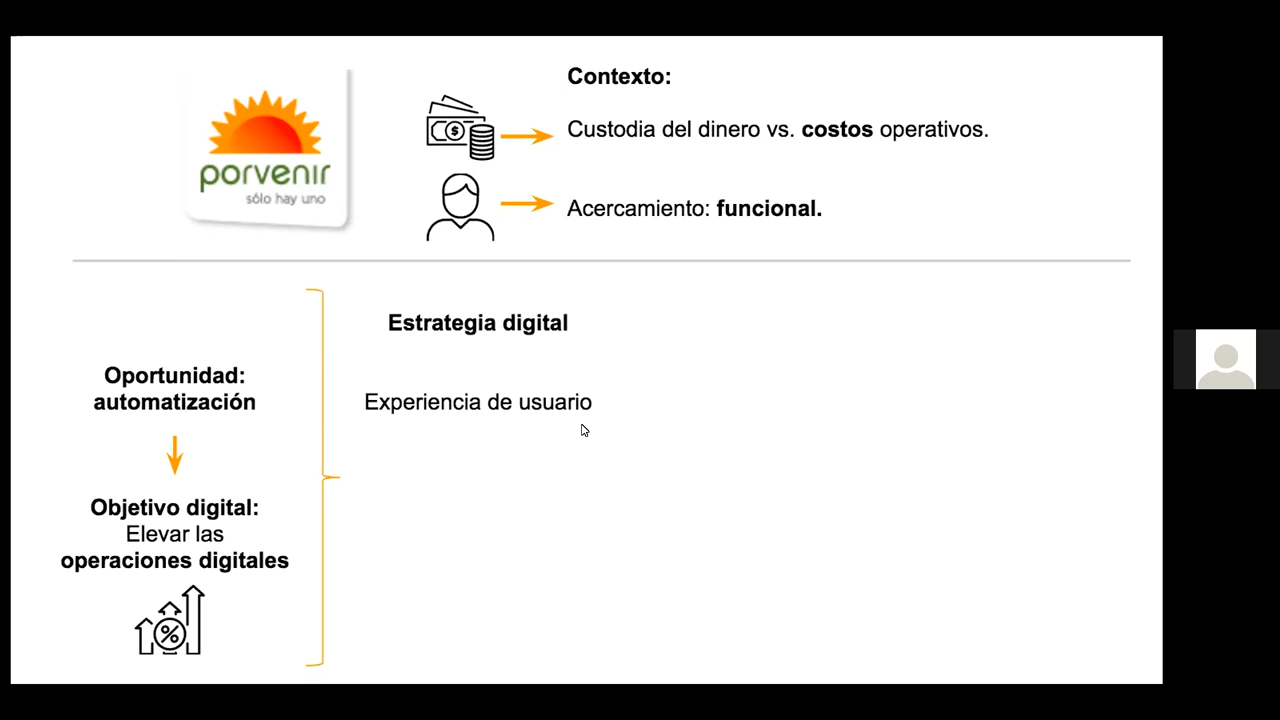 porvenir
sólo hay uno
Contexto:
$
Custodia del dinero vs. costos operativos.
Acercamiento: funcional.
Oportunidad:
automatización
Objetivo digital:
Elevar las
operaciones digitales
%
Estrategia digital
Experiencia de usuario